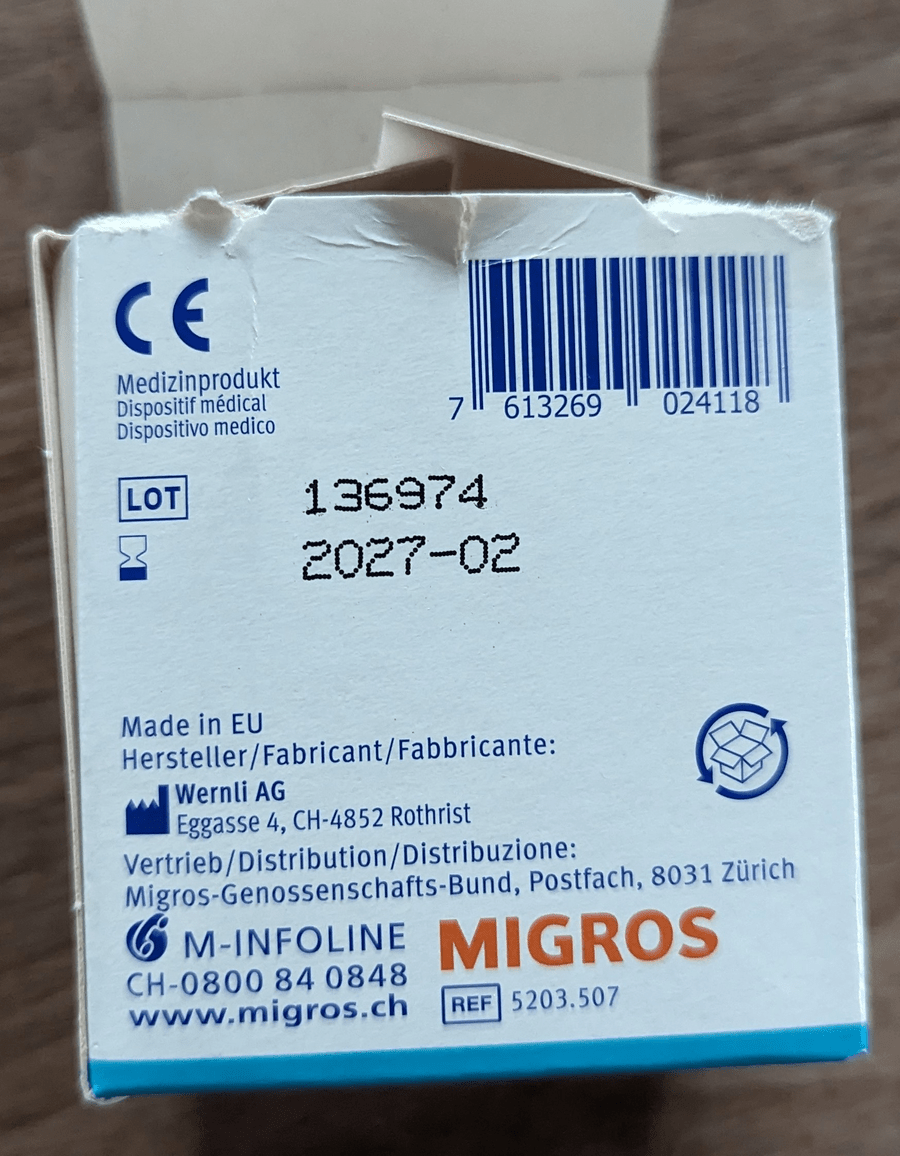 CE
Medizinprodukt
Dispositif médical
Dispositivo medico
7 613269 024118
LOT 136974
2027-02
Made in EU
Hersteller/Fabricant/Fabbricante:
Wernli AG
Eggasse 4, CH-4852 Rothrist
Vertrieb/Distribution/Distribuzione:
Migros-Genossenschafts-Bund, Postfach, 8031 Zürich
M-INFOLINE
CH-0800 84 0848
www.migros.ch
MIGROS
REF 5203.507